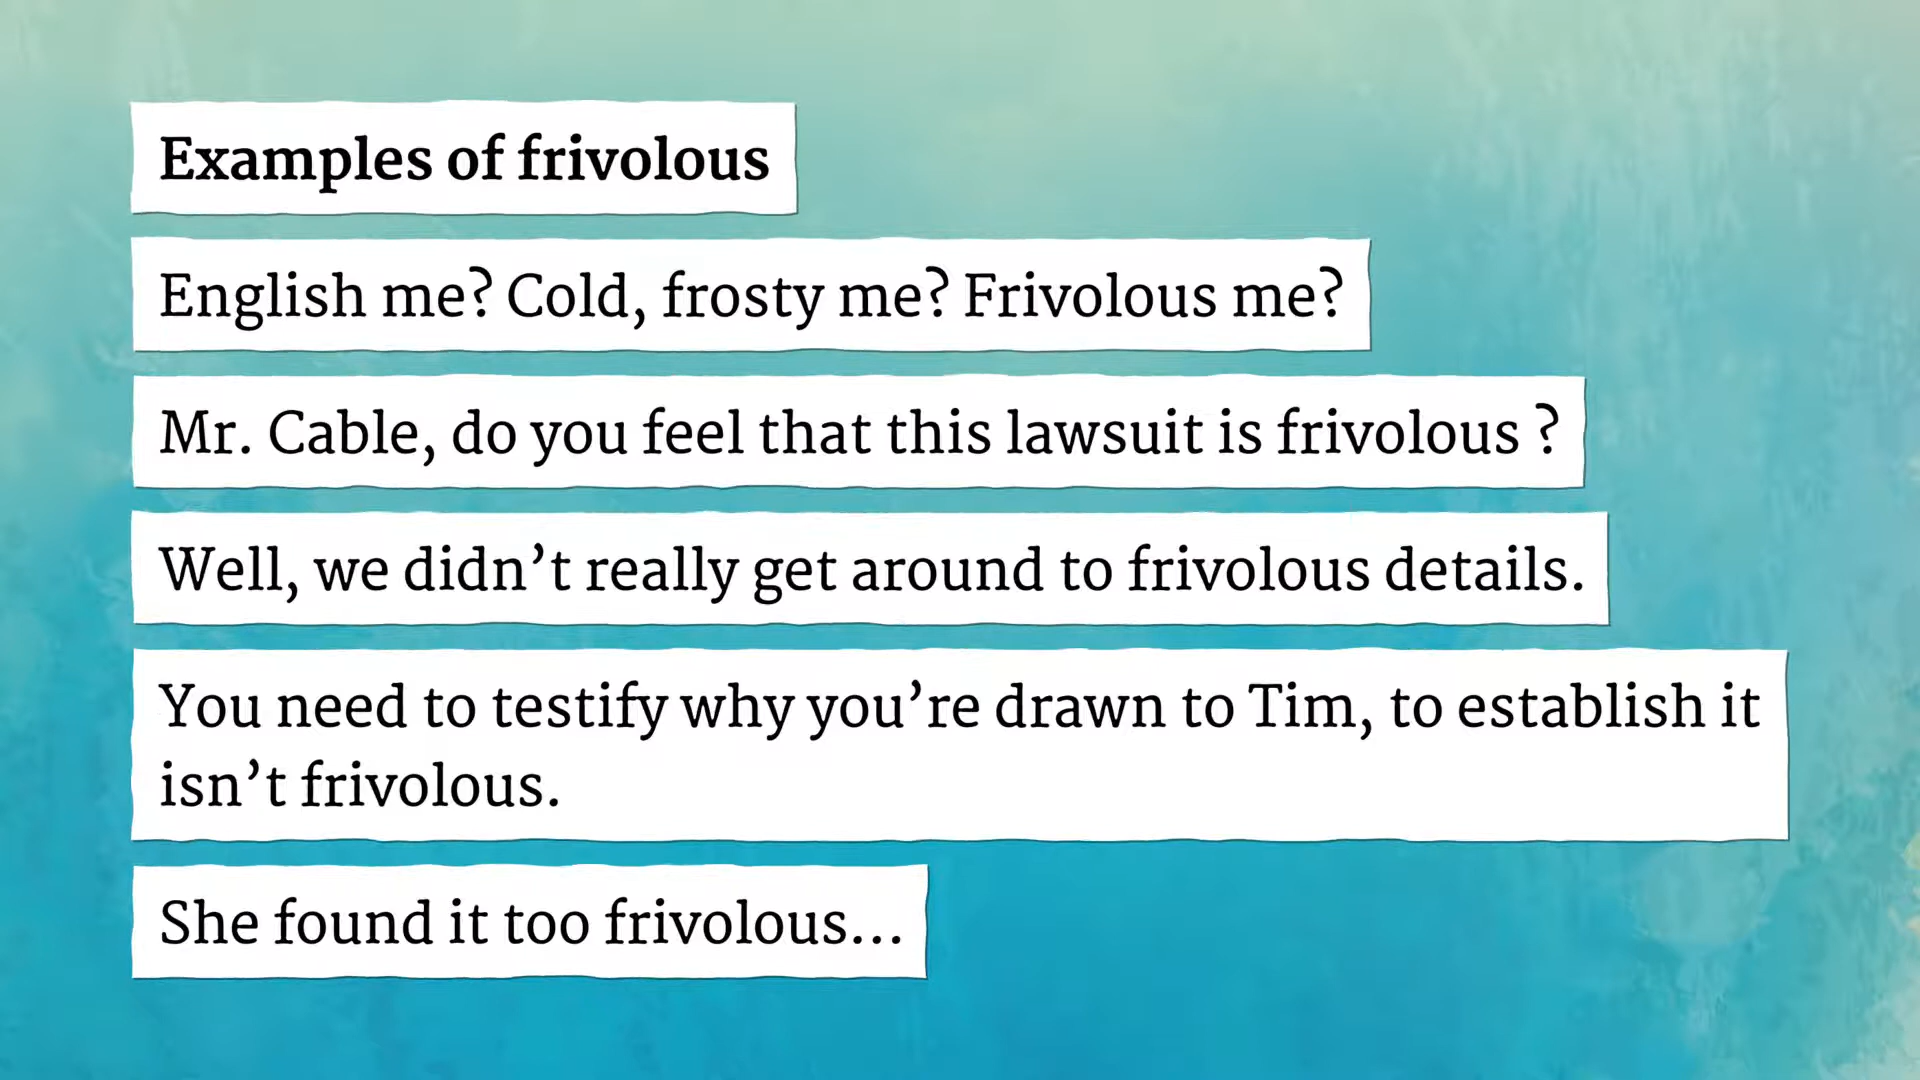 Examples of frivolous
English me? Cold, frosty me? Frivolous me?
Mr. Cable, do you feel that this lawsuit is frivolous ?
Well, we didn’t really get around to frivolous details.
You need to testify why you’re drawn to Tim, to establish it
isn’t frivolous.
She found it too frivolous...